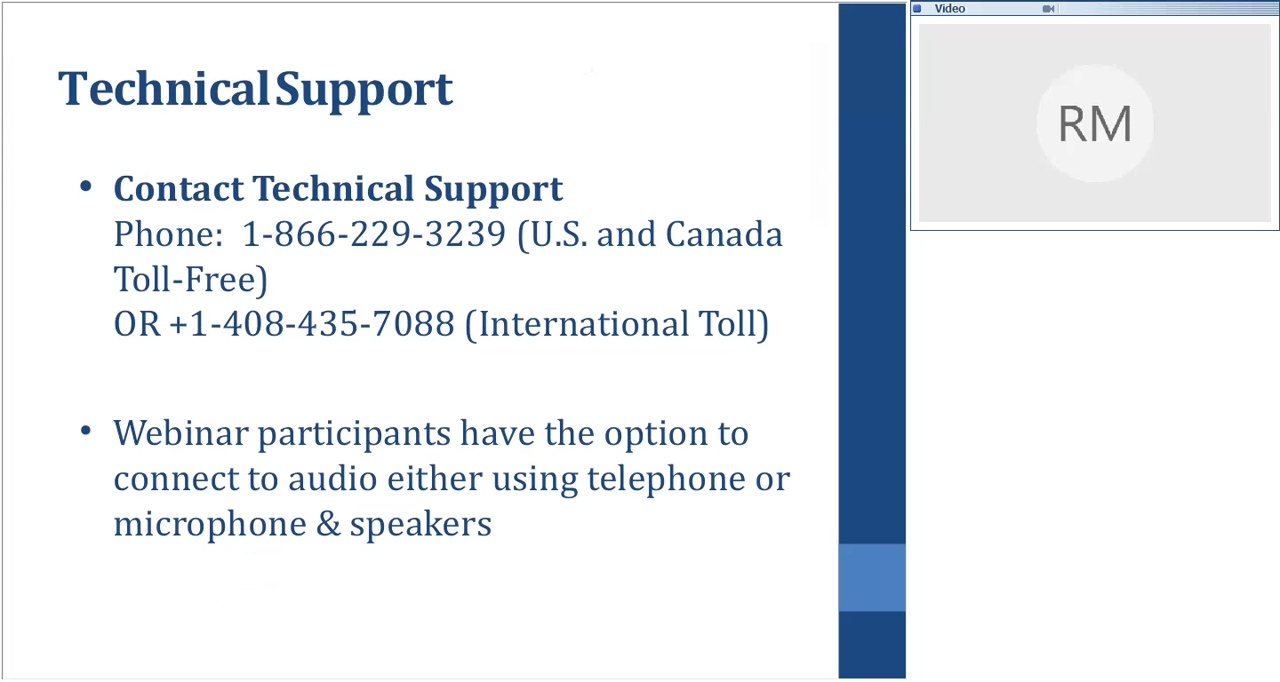 Technical Support
• Contact Technical Support
Phone: 1-866-229-3239 (U.S. and Canada
Toll-Free)
OR +1-408-435-7088 (International Toll)
• Webinar participants have the option to
connect to audio either using telephone or
microphone & speakers
Video
RM